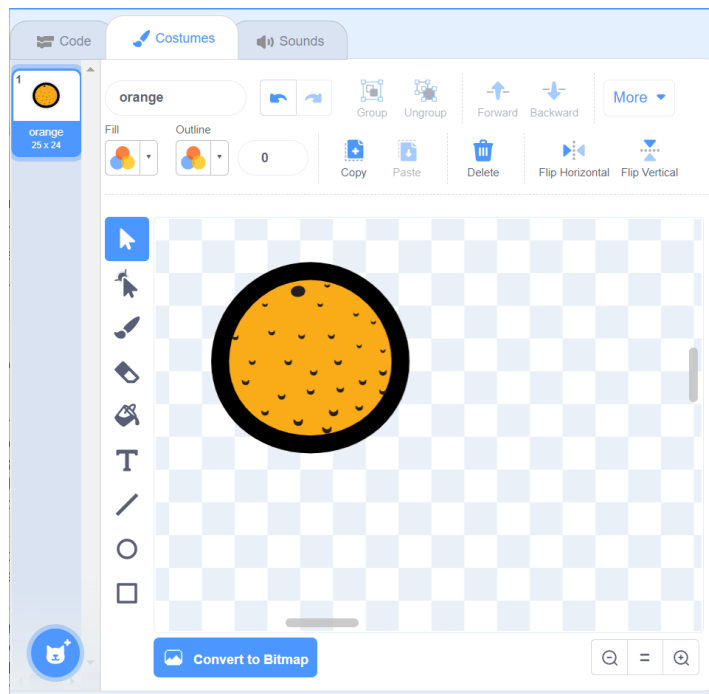 Code
Costumes
Sounds
1
orange
25 x 24
orange
Group
Ungroup
Forward
Backward
More
Fill
Outline
0
Copy
Paste
Delete
Flip Horizontal
Flip Vertical
T
Convert to Bitmap